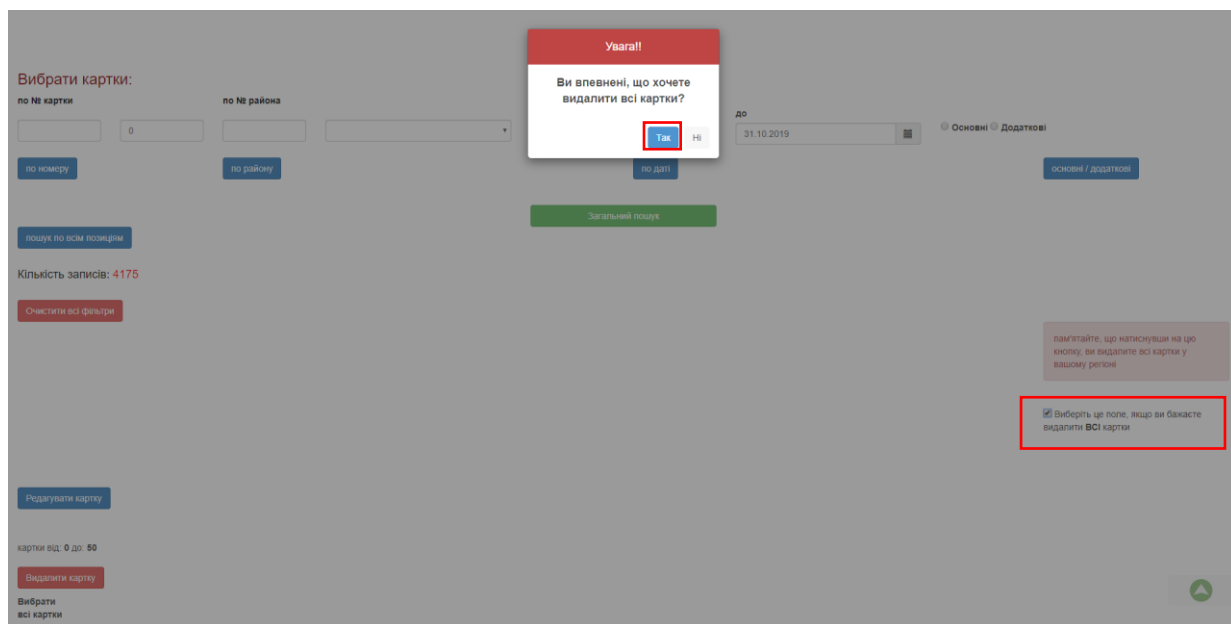 Увага!!
Ви впевнені, що хочете
видалити всі картки?
Так Ні
Вибрати картки:
по № картки по № района до
0 31.10.2019 Основні Додаткові
по номеру по району по даті основні / додаткові
Загальний пошук
пошук по всім позиціям
Кількість записів: 4175
Очистити всі фільтри
пам'ятайте, що натиснувши на цю
кнопку, ви видалите всі картки у
вашому регіоні
Виберіть це поле, якщо ви бажаєте
видалити ВСІ картки
Редагувати картку
картки від: 0 до: 50
Видалити картку
Вибрати
всі картки